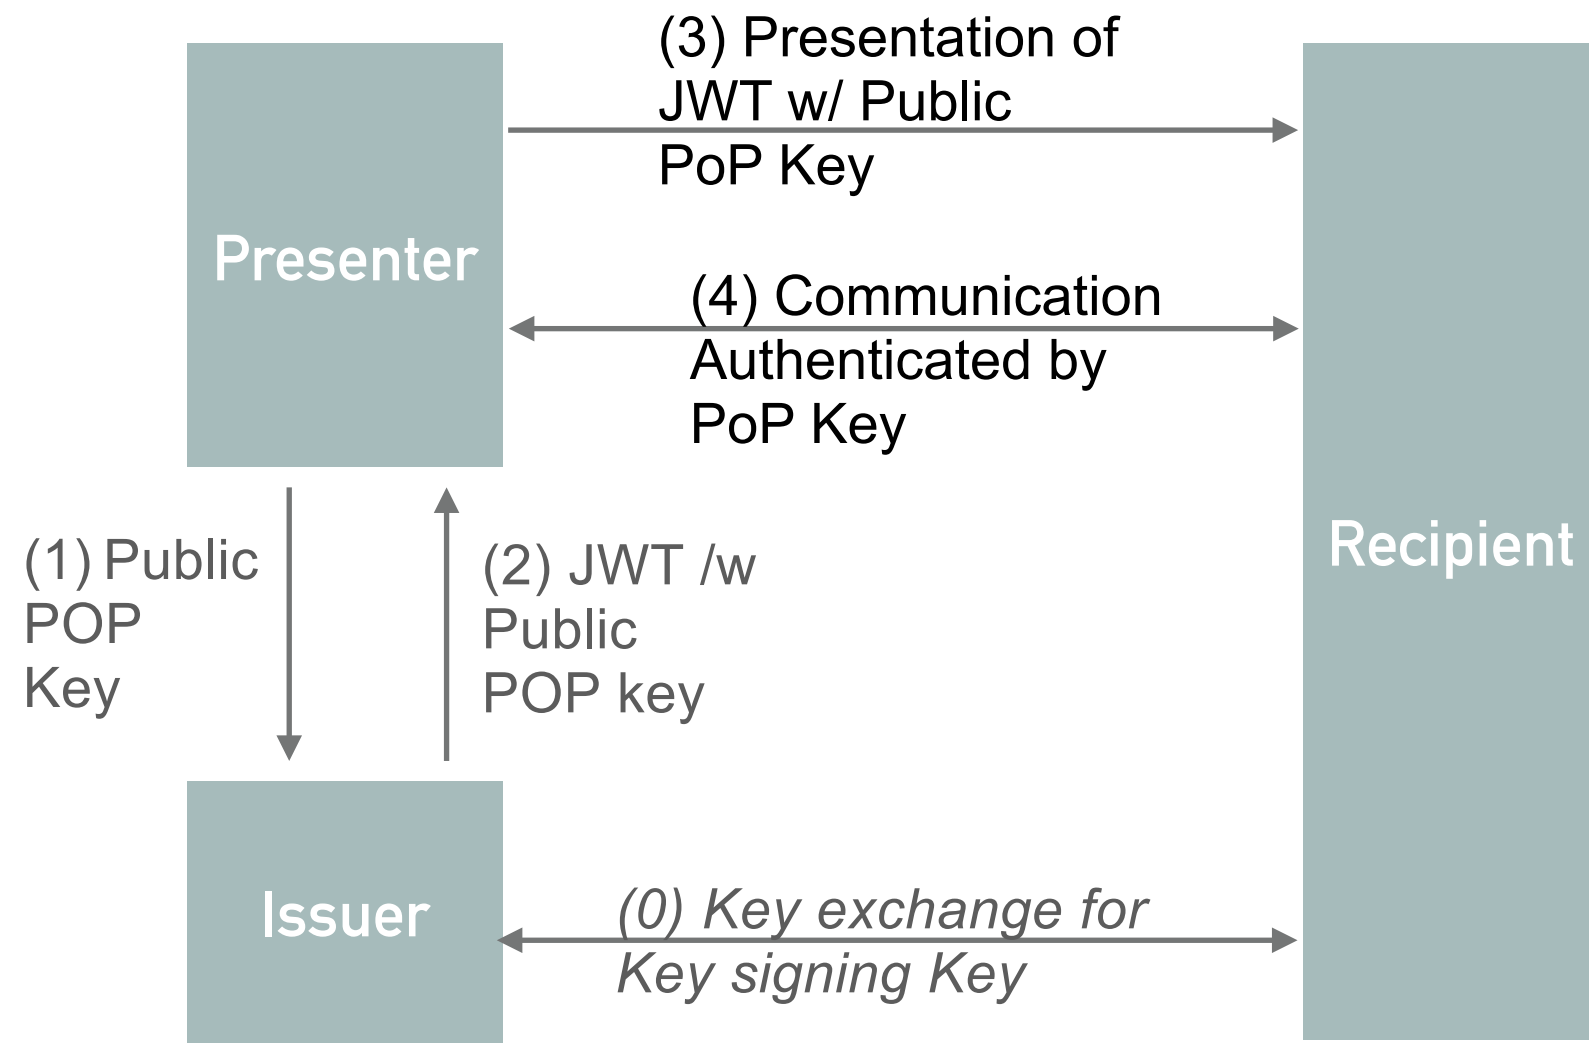 (3) Presentation of
JWT w/ Public
PoP Key
Presenter
(4) Communication
Authenticated by
PoP Key
Recipient
(1) Public
POP
Key
(2) JWT /w
Public
POP key
Issuer
(0) Key exchange for
Key signing Key